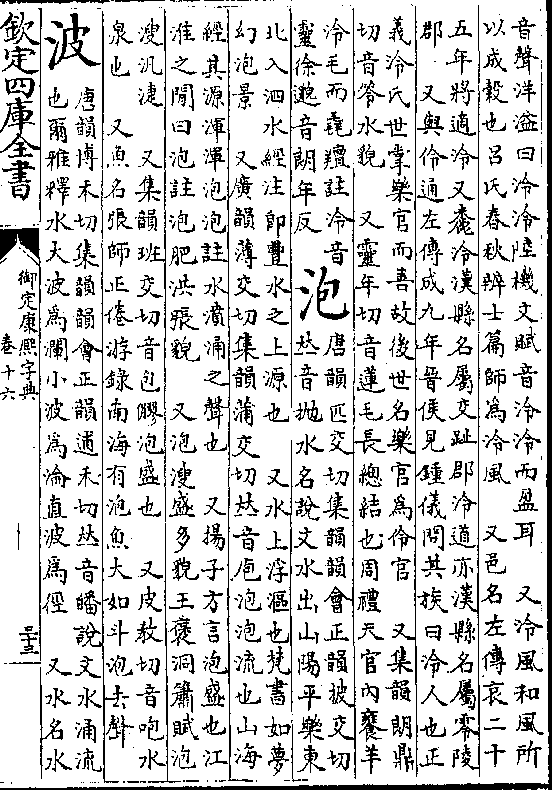 音聲洋溢曰泠泠陸機文賦音泠泠而盈耳　又泠風和風所
以成穀也呂氏春秋辨士篇師爲泠風　又邑名左傳哀二十
五年將適泠又𪎮泠漢縣名屬交趾郡泠道亦漢縣名屬零陵
郡　又與伶通左傳成九年晉侯見鍾儀問其族曰泠人也正
義泠氏世掌樂官而善故後世名樂官爲伶官　又集韻朗鼎
切音笭水貌　又靈年切音蓮毛長總結也周禮天官內饔羊
泠毛而毳羶註泠音
靈徐邈音朗年反
泡
唐韻匹交切集韻韻會正韻披交切
𠀤音拋水名說文水出山陽平樂東
北入泗水經注卽豐水之上源也　又水上浮漚也梵書如夢
幻泡景　又廣韻薄交切集韻蒲交切𠀤音庖泡泡流也山海
經其源渾渾泡泡註水濆涌之聲也　又揚子方言泡盛也江
淮之閒曰泡註泡肥洪張貌　又泡溲盛多貌王褒洞簫賦泡
溲汎𣶏　又集韻班交切音包膠泡盛也　又皮敎切音咆水
泉也　又魚名張師正倦游錄南海有泡魚大如斗泡去聲
波
唐韻博禾切集韻韻會正韻逋禾切𠀤音皤說文水涌流
也爾雅釋水大波爲瀾小波爲淪直波爲徑　又水名水
欽定四庫全書
御定康熙字典
卷十六
三十三